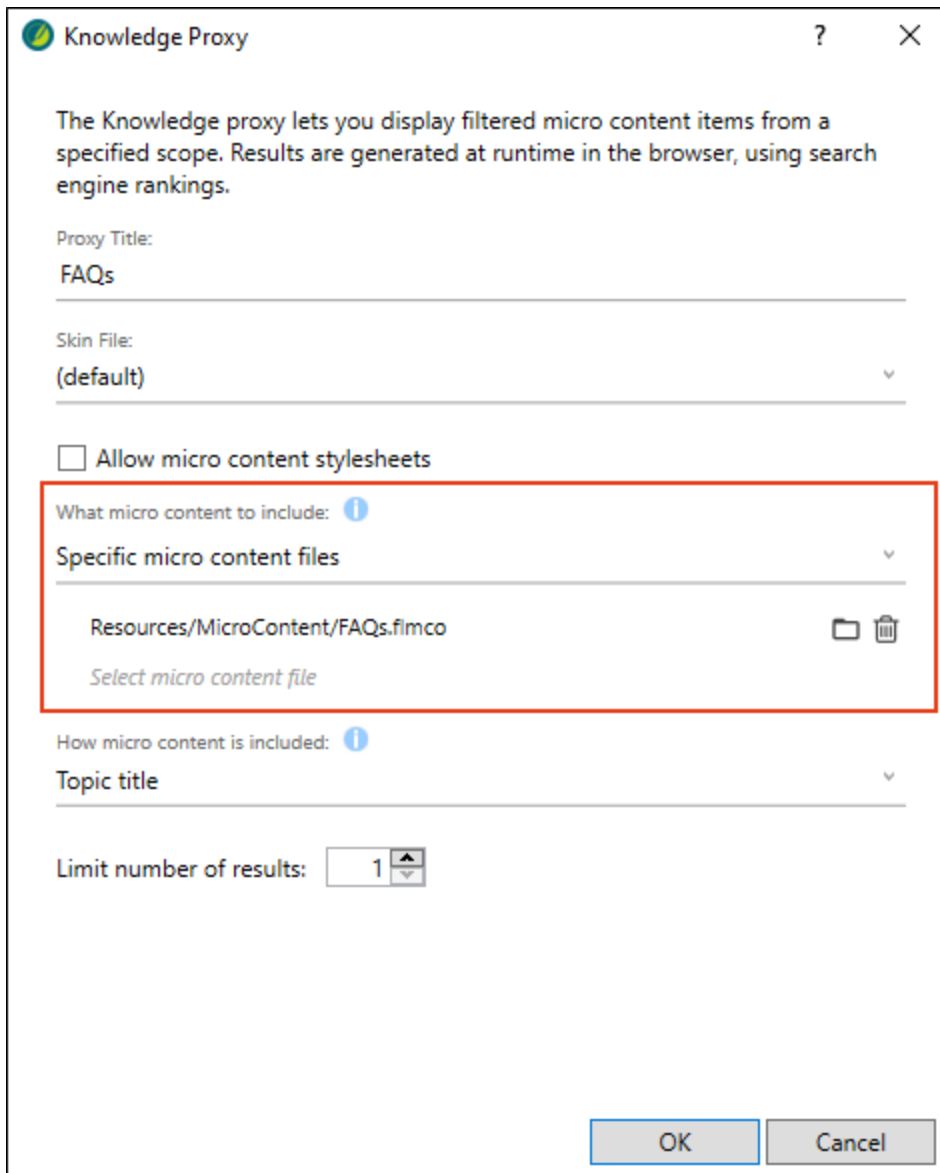 Knowledge Proxy
?
The Knowledge proxy lets you display filtered micro content items from a
specified scope. Results are generated at runtime in the browser, using search
engine rankings.
Proxy Title:
FAQs
Skin File:
(default)
Allow micro content stylesheets
What micro content to include:
Specific micro content files
Resources/MicroContent/FAQs.flmco
Select micro content file
How micro content is included:
Topic title
Limit number of results: 1
OK Cancel